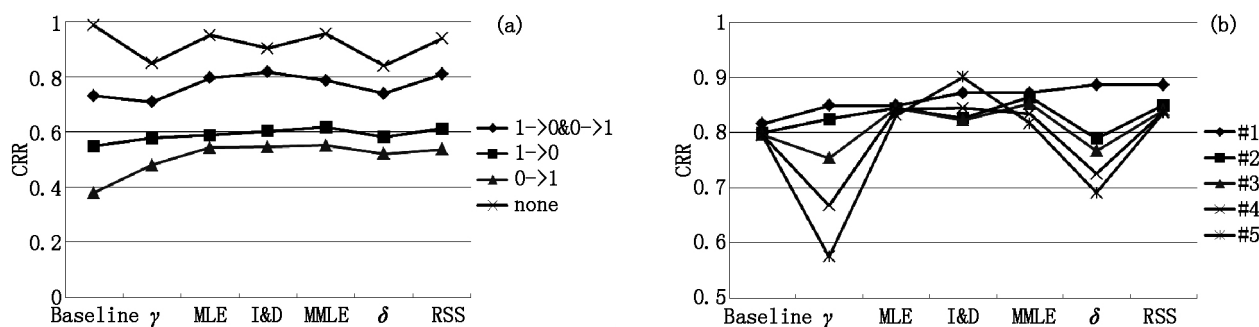 (a)
CRR
1
0.8
0.6
0.4
0.2
0
Baseline γ MLE I&D MMLE δ RSS
1->0&0->1
1->0
0->1
none
(b)
CRR
1
0.9
0.8
0.7
0.6
0.5
Baseline γ MLE I&D MMLE δ RSS
#1
#2
#3
#4
#5